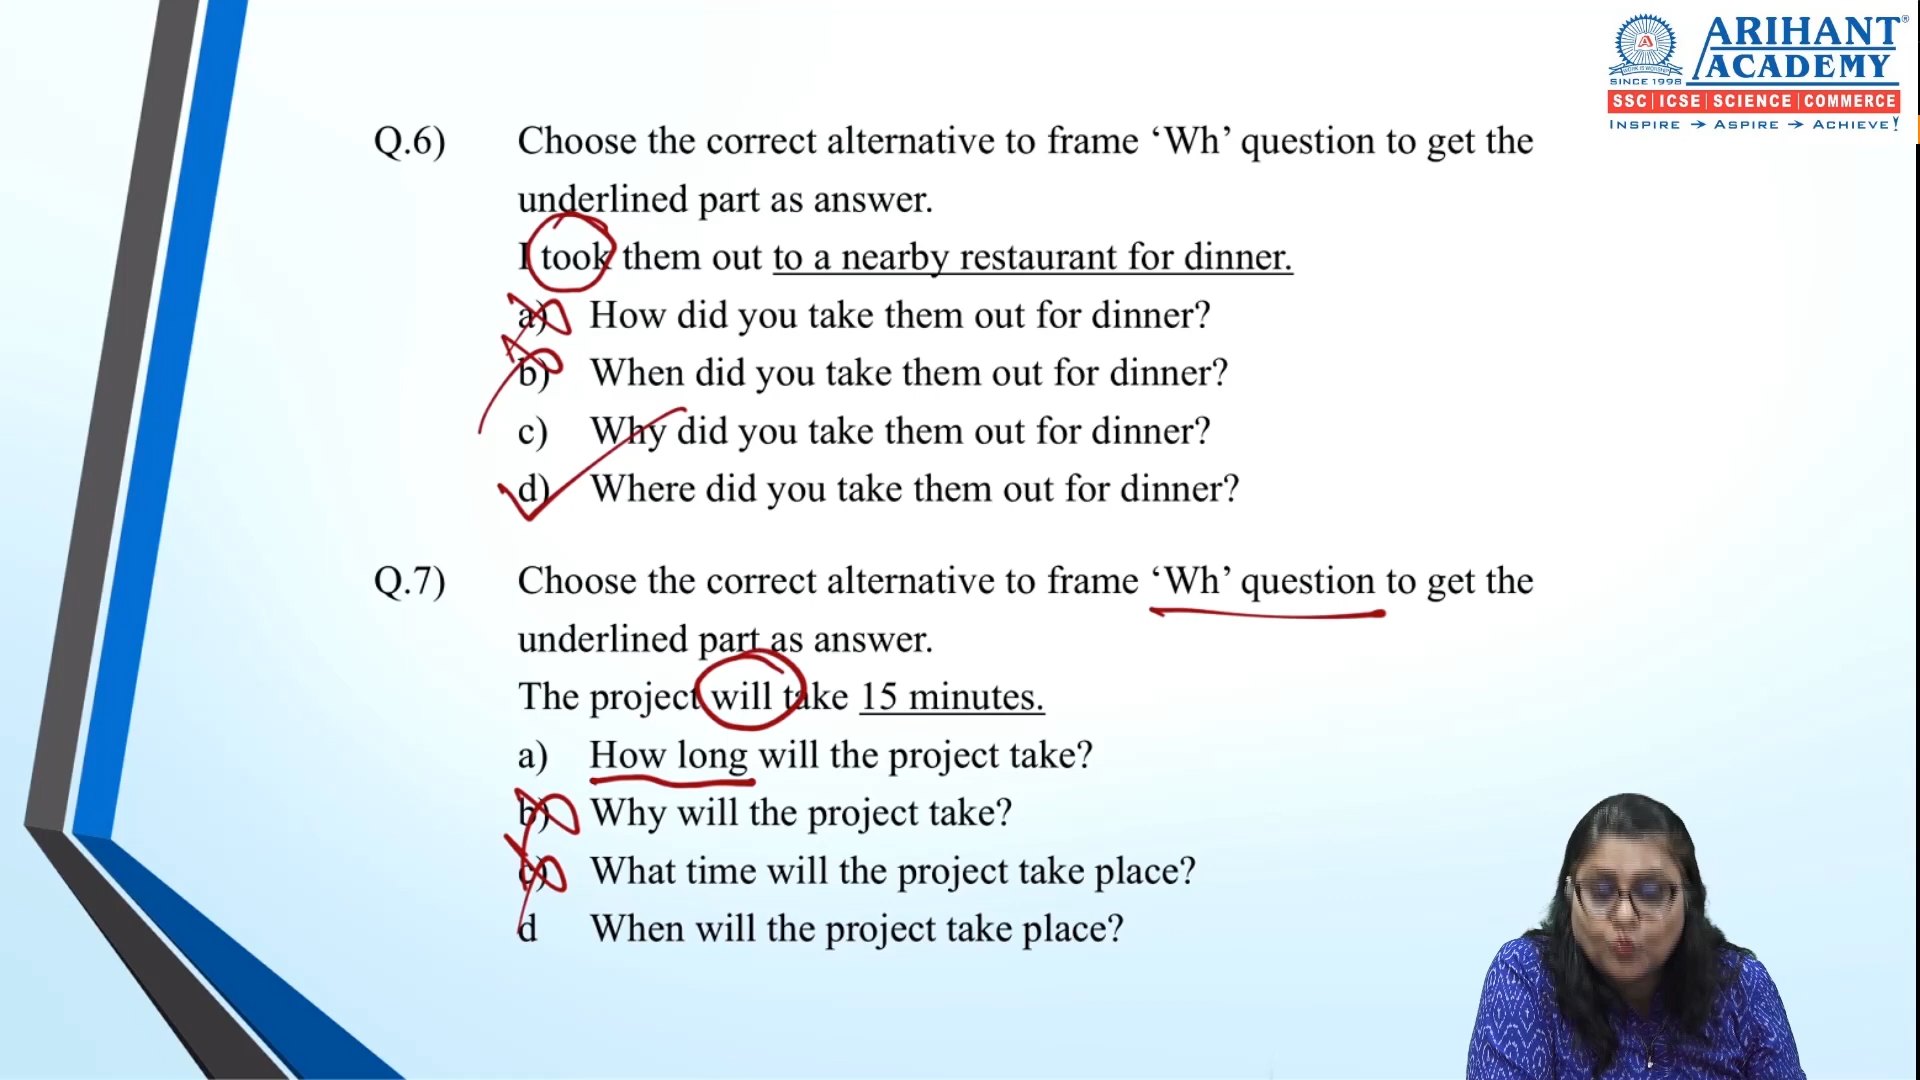 ARIHANT®
ACADEMY
SINCE 1998
SSC | ICSE | SCIENCE | COMMERCE
INSPIRE → ASPIRE → ACHIEVE!
Q.6) Choose the correct alternative to frame ‘Wh’ question to get the
underlined part as answer.
I took them out to a nearby restaurant for dinner.
a) How did you take them out for dinner?
b) When did you take them out for dinner?
c) Why did you take them out for dinner?
d) Where did you take them out for dinner?
Q.7) Choose the correct alternative to frame ‘Wh’ question to get the
underlined part as answer.
The project will take 15 minutes.
a) How long will the project take?
b) Why will the project take?
c) What time will the project take place?
d When will the project take place?